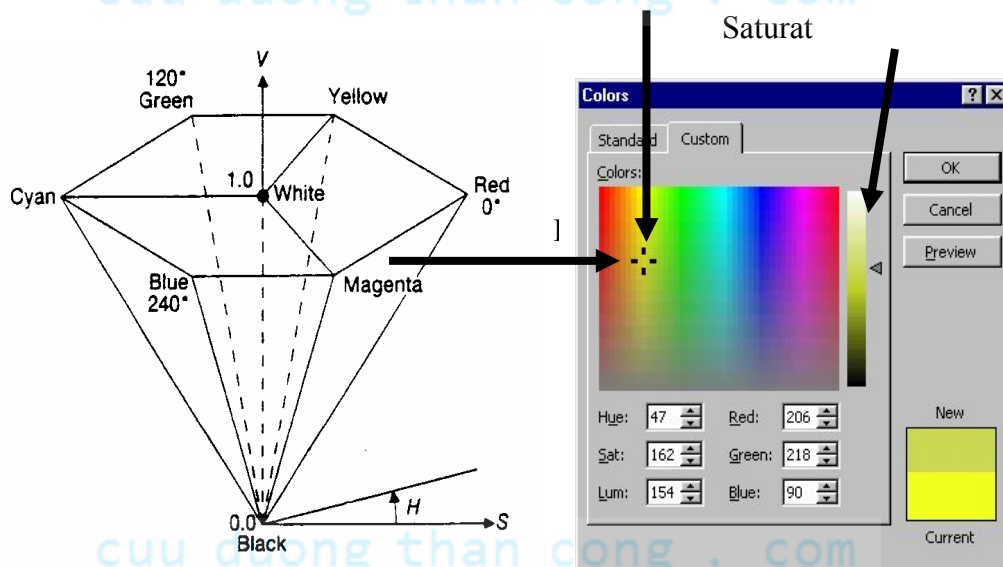 cuu duong than cong . com
Saturat
V
120°
Green
Yellow
Cyan
1.0
White
Red
0°
Blue
240°
Magenta
]
0.0
Black
H
S
Colors
Standard
Custom
Colors:
OK
Cancel
Preview
Hue: 47 Red: 206
Sat: 162 Green: 218
Lum: 154 Blue: 90
New
Current
cuu duong than cong . com